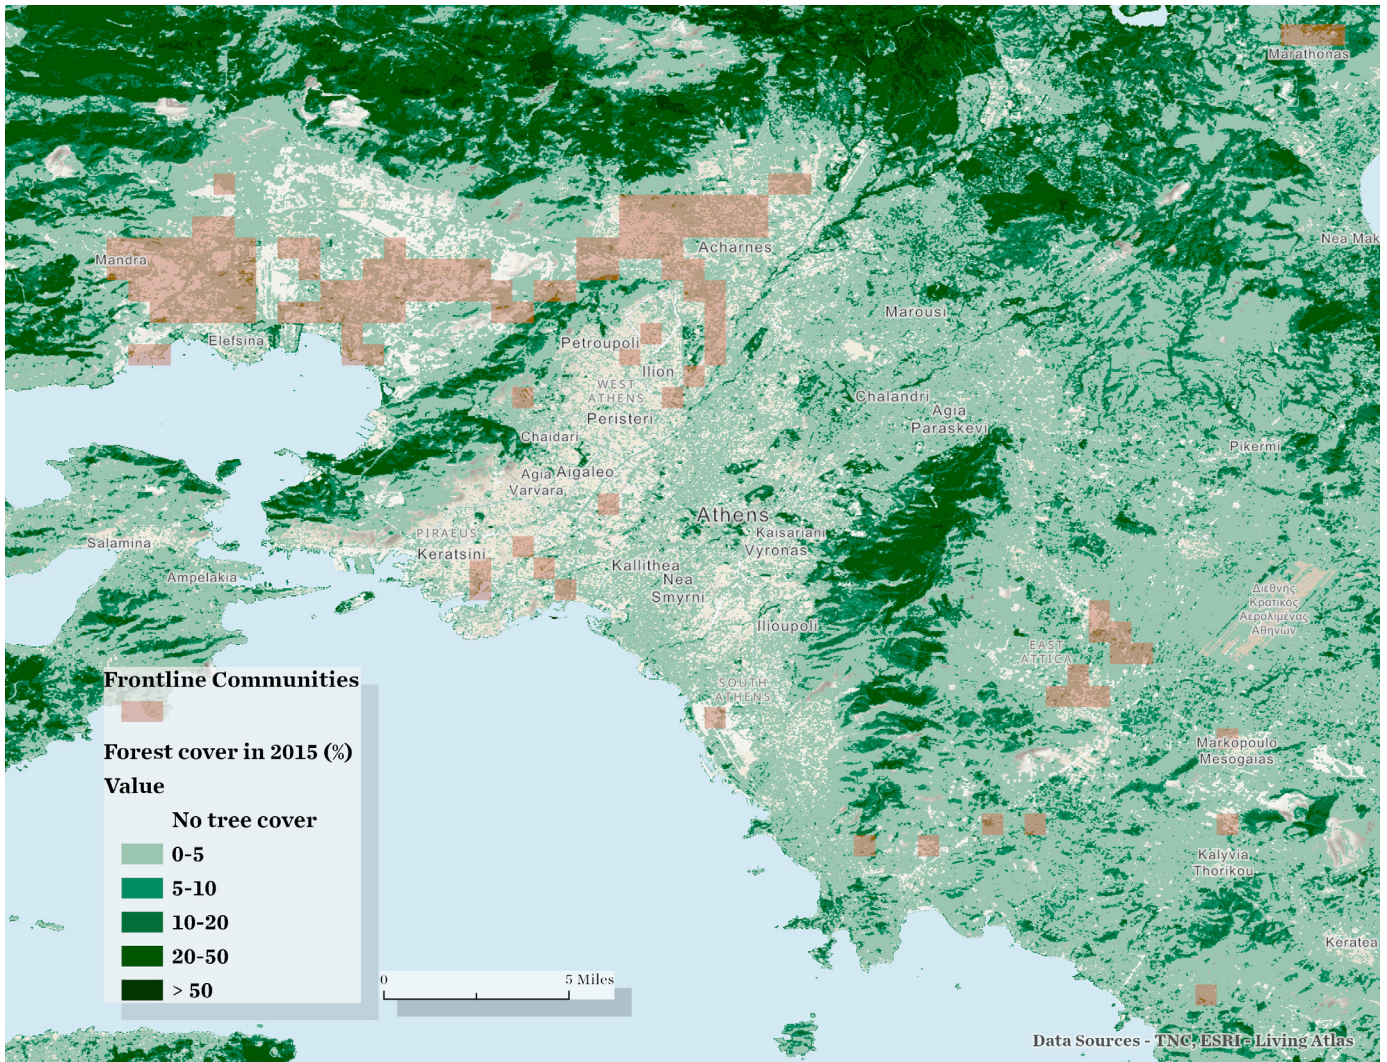 Marathonas
Nea Mak
Acharnes
Mandra
Marousi
Elefsina
Petroupoli
Ilion
WEST
ATHENS
Peristeri
Chalandri
Agia
Paraskevi
Chaidari
Pikermi
Agia
Varvara
Aigaleo
Athens
PIRAEUS
Keratsini
Kaisariani
Vyronas
Salamina
Ampelakia
Kallithea
Nea
Smyrni
Διεθνής
Κρατικός
Αερολιμένας
Αθηνών
Ilioupoli
EAST
ATTICA
SOUTH
ATHENS
Frontline Communities
Forest cover in 2015 (%)
Value
No tree cover
0-5
5-10
10-20
20-50
> 50
Markopoulo
Mesogaias
Kalyvia
Thorikou
Keratea
0 5 Miles
Data Sources - TNC, ESRI - Living Atlas